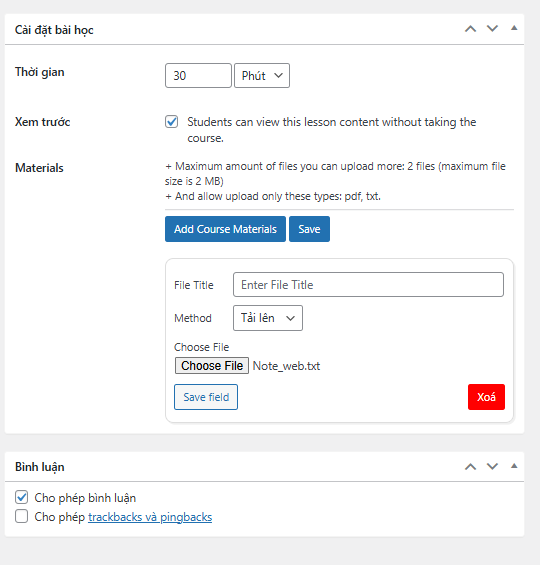 Cài đặt bài học
Thời gian
30
Phút
Xem trước
Students can view this lesson content without taking the
course.
Materials
+ Maximum amount of files you can upload more: 2 files (maximum file
size is 2 MB)
+ And allow upload only these types: pdf, txt.
Add Course Materials
Save
File Title
Enter File Title
Method
Tải lên
Choose File
Choose File Note_web.txt
Save field
Xoá
Bình luận
Cho phép bình luận
Cho phép trackbacks và pingbacks